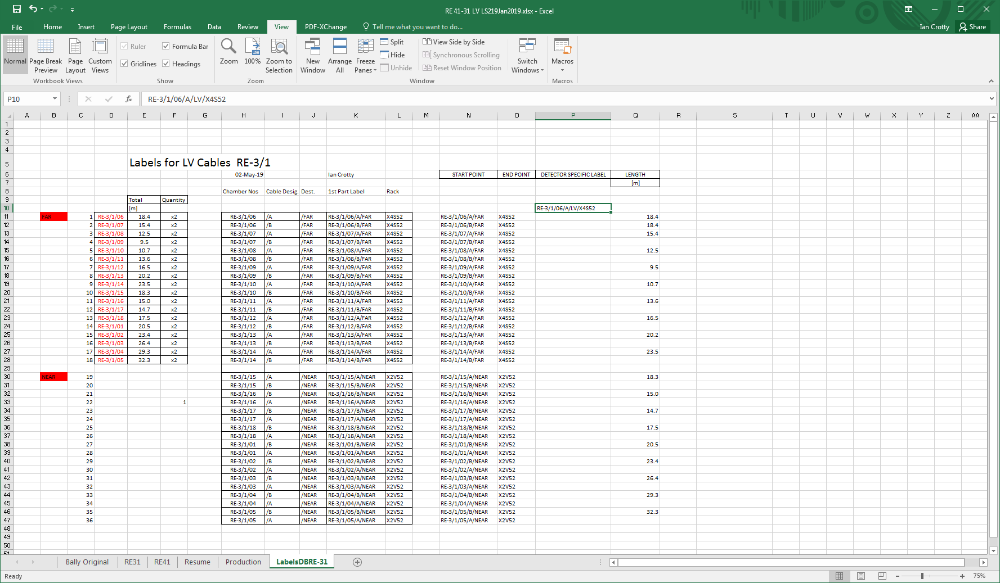 RE 41-31 LV LS219Jan2019.xlsx - Excel
File Home Insert Page Layout Formulas Data Review View PDF-XChange Tell me what you want to do... Ian Crotty Share
Normal Page Break Preview Page Layout Custom Views
Workbook Views
Ruler Formula Bar
Gridlines Headings
Show
Zoom 100% Zoom to Selection
Zoom
New Window Arrange All Freeze Panes
Split
Hide
Unhide
View Side by Side
Synchronous Scrolling
Reset Window Position
Switch Windows
Window
Macros
Macros
P10 fx RE-3/1/06/A/LV/X4S52
A B C D E F G H I J K L M N O P Q R S T U V W X Y Z AA
1
2
3
4
5 Labels for LV Cables RE-3/1
6 02-May-19 Ian Crotty START POINT END POINT DETECTOR SPECIFIC LABEL LENGTH
7 [m]
8 Chamber Nos Cable Desig. Dest. 1st Part Label Rack
9 Total Quantity
10 [m] RE-3/1/06/A/LV/X4S52
11 FAR 1 RE-3/1/06 18.4 x2 RE-3/1/06 /A /FAR RE-3/1/06/A/FAR X4S52 RE-3/1/06/A/FAR X4S52 18.4
12 2 RE-3/1/07 15.4 x2 RE-3/1/06 /B /FAR RE-3/1/06/B/FAR X4S52 RE-3/1/06/B/FAR X4S52 18.4
13 3 RE-3/1/08 12.5 x2 RE-3/1/07 /A /FAR RE-3/1/07/A/FAR X4S52 RE-3/1/07/A/FAR X4S52 15.4
14 4 RE-3/1/09 9.5 x2 RE-3/1/07 /B /FAR RE-3/1/07/B/FAR X4S52 RE-3/1/07/B/FAR X4S52
15 5 RE-3/1/10 10.7 x2 RE-3/1/08 /A /FAR RE-3/1/08/A/FAR X4S52 RE-3/1/08/A/FAR X4S52 12.5
16 6 RE-3/1/11 13.6 x2 RE-3/1/08 /B /FAR RE-3/1/08/B/FAR X4S52 RE-3/1/08/B/FAR X4S52
17 7 RE-3/1/12 16.5 x2 RE-3/1/09 /A /FAR RE-3/1/09/A/FAR X4S52 RE-3/1/09/A/FAR X4S52 9.5
18 8 RE-3/1/13 20.2 x2 RE-3/1/09 /B /FAR RE-3/1/09/B/FAR X4S52 RE-3/1/09/B/FAR X4S52
19 9 RE-3/1/14 23.5 x2 RE-3/1/10 /A /FAR RE-3/1/10/A/FAR X4S52 RE-3/1/10/A/FAR X4S52 10.7
20 10 RE-3/1/15 18.3 x2 RE-3/1/10 /B /FAR RE-3/1/10/B/FAR X4S52 RE-3/1/10/B/FAR X4S52
21 11 RE-3/1/16 15.0 x2 RE-3/1/11 /A /FAR RE-3/1/11/A/FAR X4S52 RE-3/1/11/A/FAR X4S52 13.6
22 12 RE-3/1/17 14.7 x2 RE-3/1/11 /B /FAR RE-3/1/11/B/FAR X4S52 RE-3/1/11/B/FAR X4S52
23 13 RE-3/1/18 17.5 x2 RE-3/1/12 /A /FAR RE-3/1/12/A/FAR X4S52 RE-3/1/12/A/FAR X4S52 16.5
24 14 RE-3/1/01 20.5 x2 RE-3/1/12 /B /FAR RE-3/1/12/B/FAR X4S52 RE-3/1/12/B/FAR X4S52
25 15 RE-3/1/02 23.4 x2 RE-3/1/13 /A /FAR RE-3/1/13/A/FAR X4S52 RE-3/1/13/A/FAR X4S52 20.2
26 16 RE-3/1/03 26.4 x2 RE-3/1/13 /B /FAR RE-3/1/13/B/FAR X4S52 RE-3/1/13/B/FAR X4S52
27 17 RE-3/1/04 29.3 x2 RE-3/1/14 /A /FAR RE-3/1/14/A/FAR X4S52 RE-3/1/14/A/FAR X4S52 23.5
28 18 RE-3/1/05 32.3 x2 RE-3/1/14 /B /FAR RE-3/1/14/B/FAR X4S52 RE-3/1/14/B/FAR X4S52
29
30 NEAR 19 RE-3/1/15 /A /NEAR RE-3/1/15/A/NEAR X2V52 RE-3/1/15/A/NEAR X2V52 18.3
31 20 RE-3/1/15 /B /NEAR RE-3/1/15/B/NEAR X2V52 RE-3/1/15/B/NEAR X2V52
32 21 RE-3/1/16 /B /NEAR RE-3/1/16/B/NEAR X2V52 RE-3/1/16/B/NEAR X2V52 15.0
33 22 1 RE-3/1/16 /A /NEAR RE-3/1/16/A/NEAR X2V52 RE-3/1/16/A/NEAR X2V52
34 23 RE-3/1/17 /B /NEAR RE-3/1/17/B/NEAR X2V52 RE-3/1/17/B/NEAR X2V52 14.7
35 24 RE-3/1/17 /A /NEAR RE-3/1/17/A/NEAR X2V52 RE-3/1/17/A/NEAR X2V52
36 25 RE-3/1/18 /B /NEAR RE-3/1/18/B/NEAR X2V52 RE-3/1/18/B/NEAR X2V52 17.5
37 26 RE-3/1/18 /A /NEAR RE-3/1/18/A/NEAR X2V52 RE-3/1/18/A/NEAR X2V52
38 27 RE-3/1/01 /B /NEAR RE-3/1/01/B/NEAR X2V52 RE-3/1/01/B/NEAR X2V52 20.5
39 28 RE-3/1/01 /A /NEAR RE-3/1/01/A/NEAR X2V52 RE-3/1/01/A/NEAR X2V52
40 29 RE-3/1/02 /B /NEAR RE-3/1/02/B/NEAR X2V52 RE-3/1/02/B/NEAR X2V52 23.4
41 30 RE-3/1/02 /A /NEAR RE-3/1/02/A/NEAR X2V52 RE-3/1/02/A/NEAR X2V52
42 31 RE-3/1/03 /B /NEAR RE-3/1/03/B/NEAR X2V52 RE-3/1/03/B/NEAR X2V52 26.4
43 32 RE-3/1/03 /A /NEAR RE-3/1/03/A/NEAR X2V52 RE-3/1/03/A/NEAR X2V52
44 33 RE-3/1/04 /B /NEAR RE-3/1/04/B/NEAR X2V52 RE-3/1/04/B/NEAR X2V52 29.3
45 34 RE-3/1/04 /A /NEAR RE-3/1/04/A/NEAR X2V52 RE-3/1/04/A/NEAR X2V52
46 35 RE-3/1/05 /B /NEAR RE-3/1/05/B/NEAR X2V52 RE-3/1/05/B/NEAR X2V52 32.3
47 36 RE-3/1/05 /A /NEAR RE-3/1/05/A/NEAR X2V52 RE-3/1/05/A/NEAR X2V52
48
49
50
51
Bally Original RE31 RE41 Resume Production LabelsDBRE-31
Ready 75%